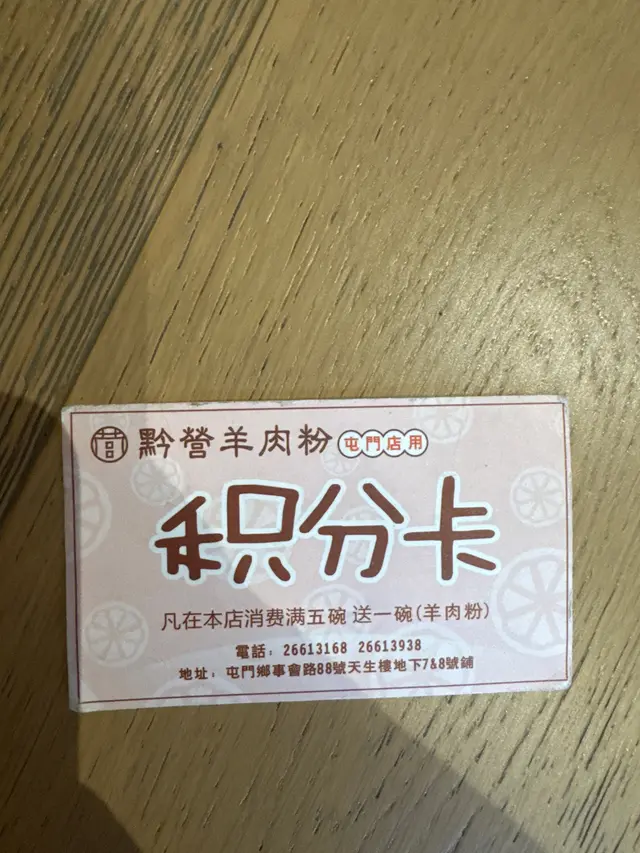 黔營羊肉粉 屯門店用
积分卡
凡在本店消费满五碗 送一碗(羊肉粉)
電話：26613168 26613938
地址：屯門鄉事會路88號天生樓地下7&8號鋪